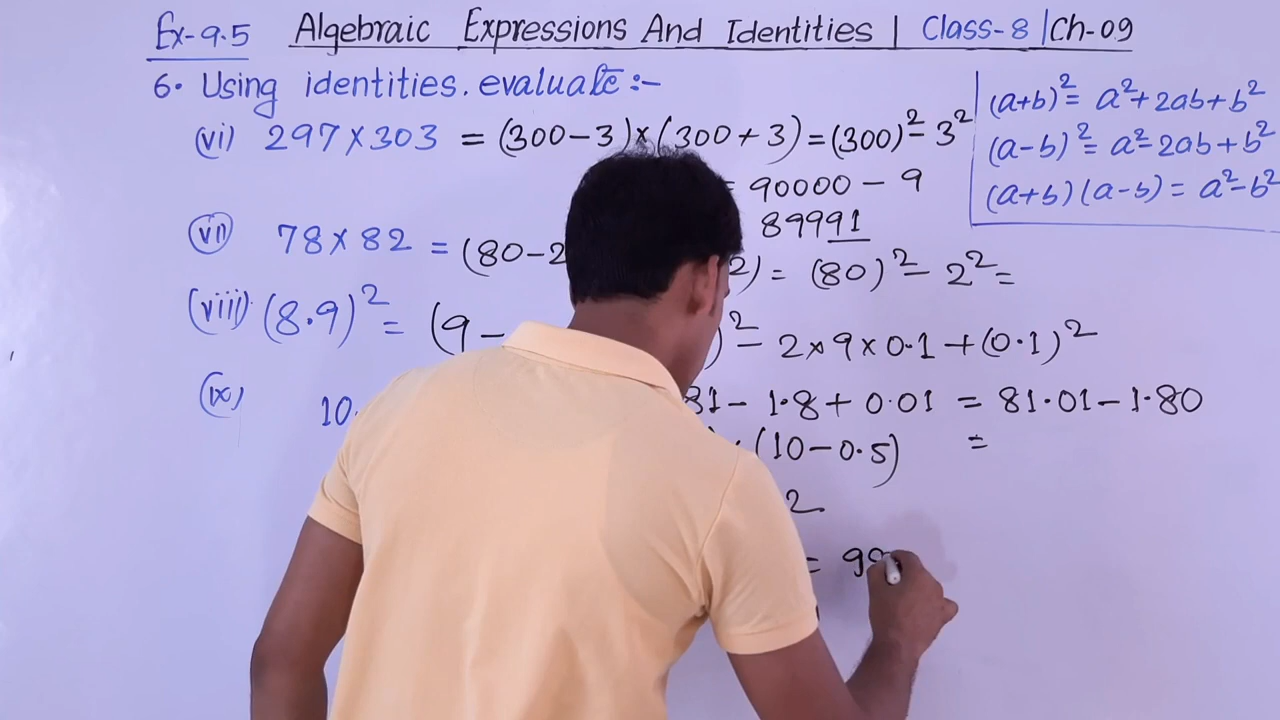 Ex-9.5 Algebraic Expressions And Identities | Class-8 | Ch-09
6. Using identities. evaluate :-
(a+b)² = a²+2ab+b²
(a-b)² = a²-2ab+b²
(a+b)(a-b) = a²-b²
(vi) 297×303 = (300-3)×(300+3) = (300)²-3²
= 90000-9
89991
(vii) 78×82 = (80-2 2) = (80)²-2² =
(viii) (8.9)² = (9- )²-2×9×0.1+(0.1)²
81-1.8+0.01 = 81.01-1.80
=
(ix) 10. (10-0.5)
2
= 99